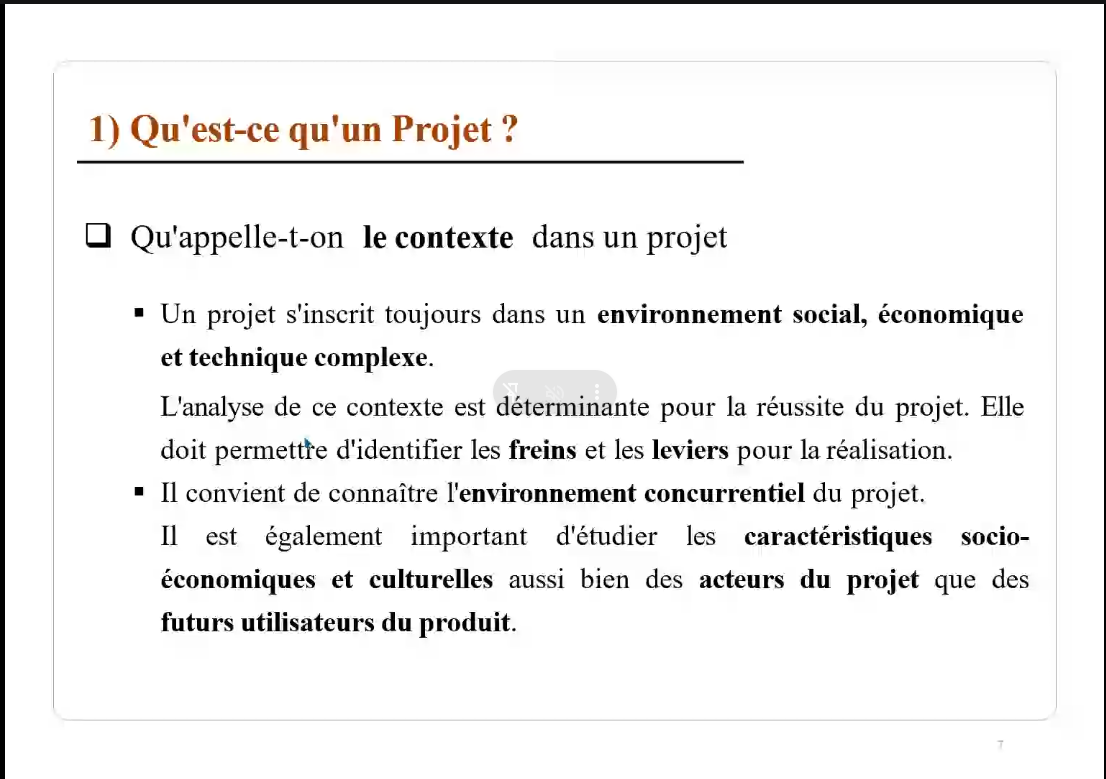 1) Qu'est-ce qu'un Projet ?
Qu'appelle-t-on le contexte dans un projet
Un projet s'inscrit toujours dans un environnement social, économique
et technique complexe.
L'analyse de ce contexte est déterminante pour la réussite du projet. Elle
doit permettre d'identifier les freins et les leviers pour la réalisation.
Il convient de connaître l'environnement concurrentiel du projet.
Il est également important d'étudier les caractéristiques socio-
économiques et culturelles aussi bien des acteurs du projet que des
futurs utilisateurs du produit.
7